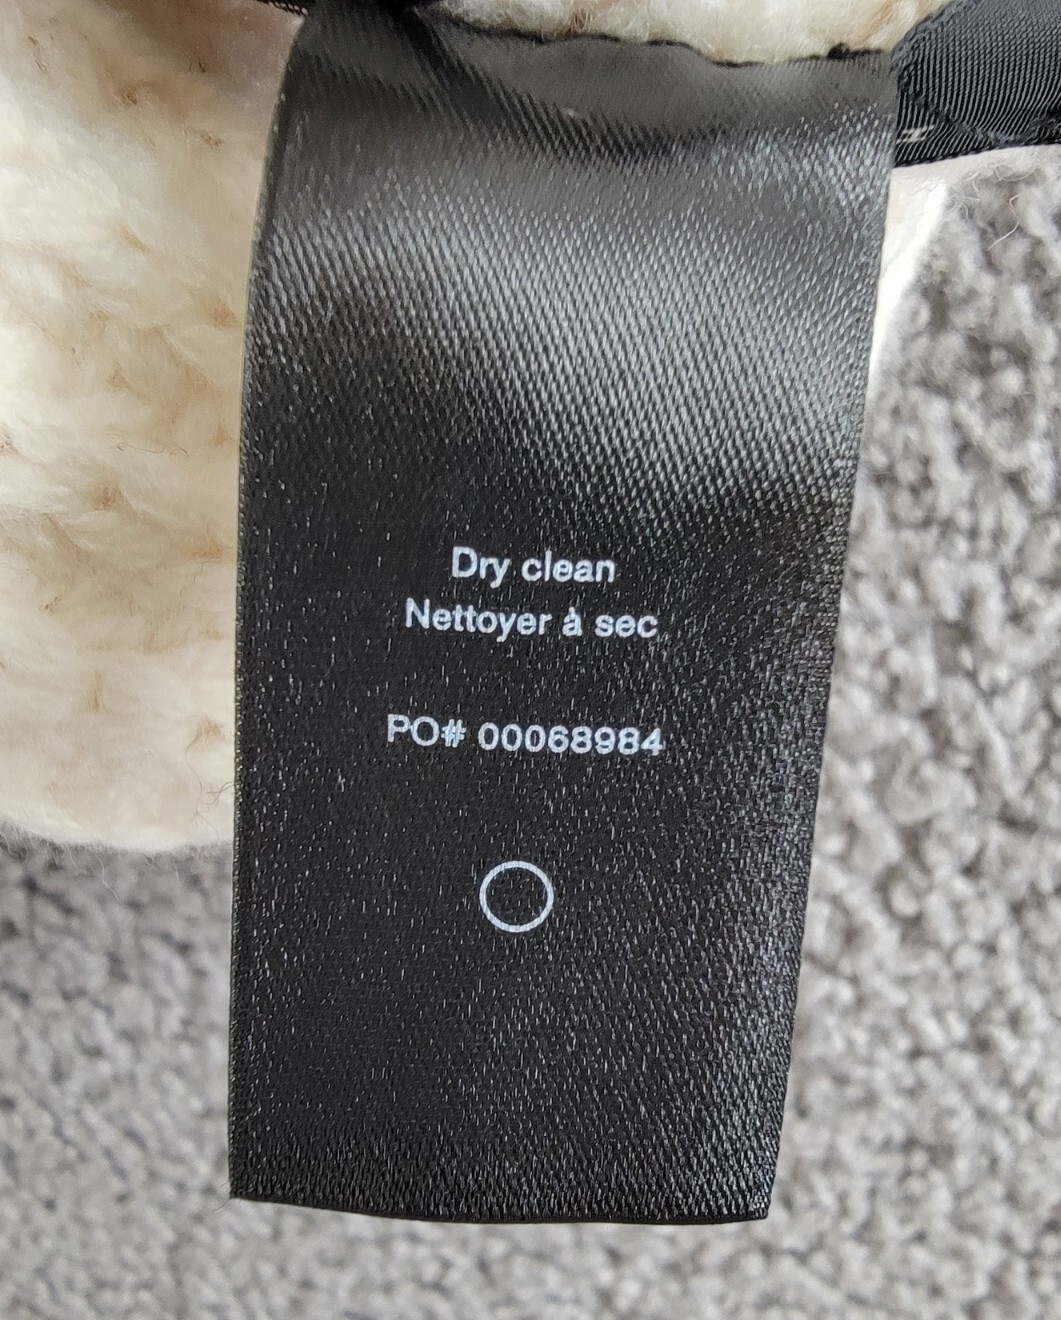 Dry clean
Nettoyer à sec
PO# 00068984